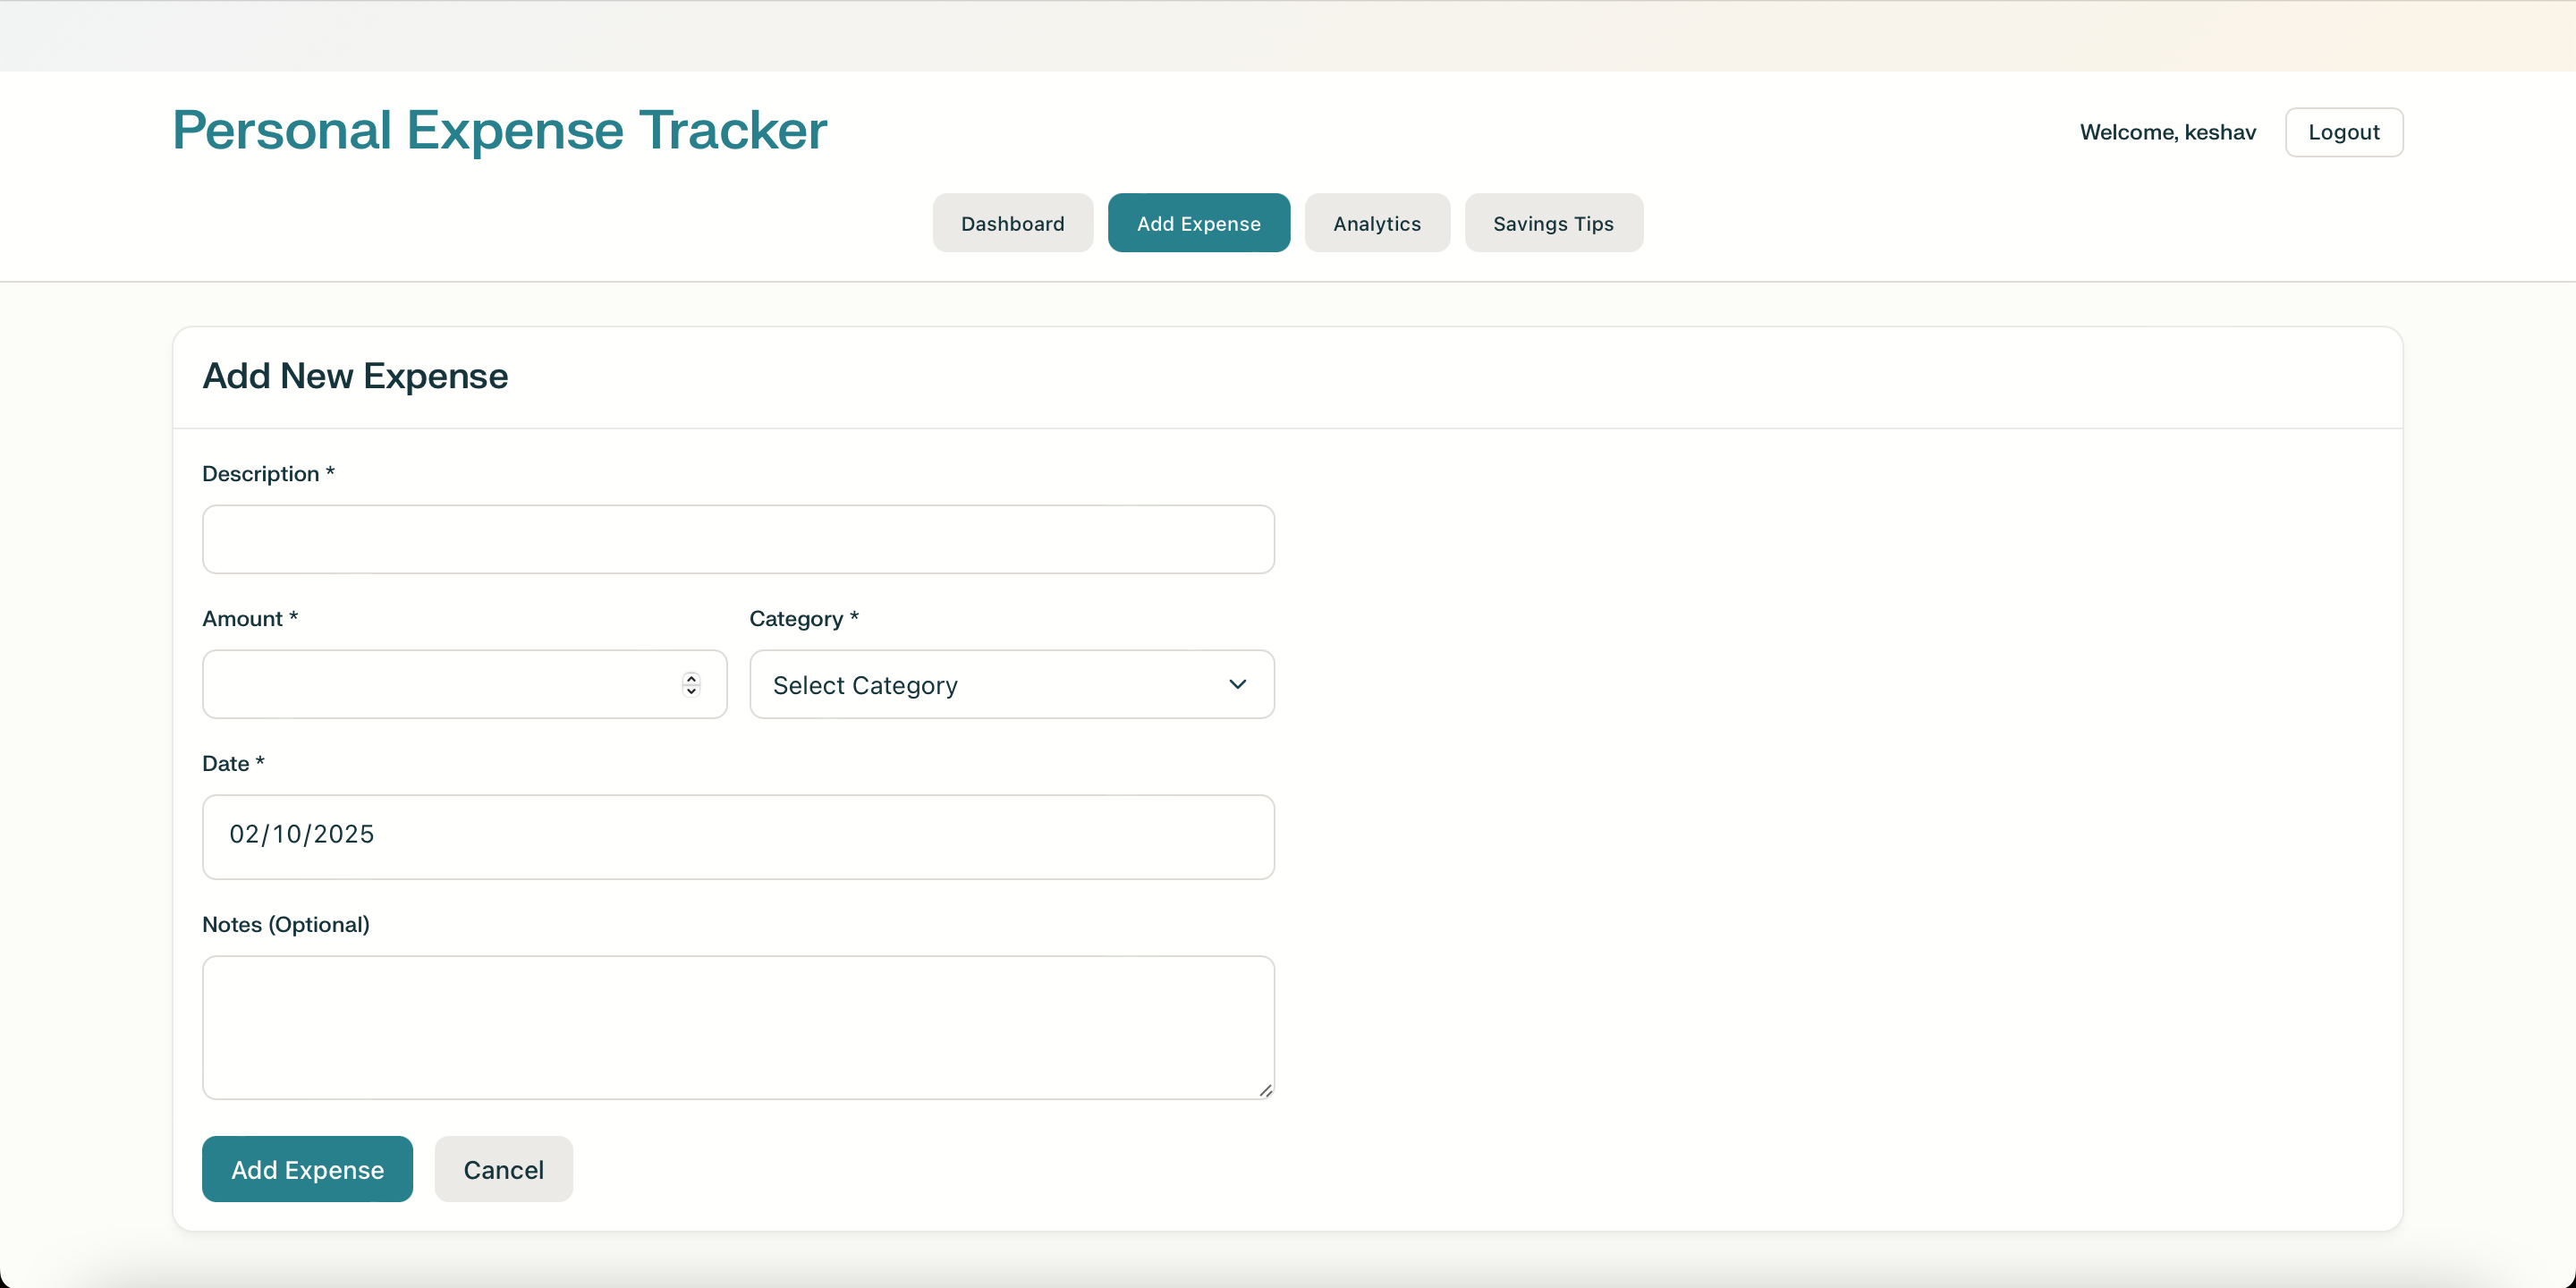 Personal Expense Tracker
Welcome, keshav
Logout
Dashboard
Add Expense
Analytics
Savings Tips
Add New Expense
Description *
Amount *
Category *
Select Category
Date *
02/10/2025
Notes (Optional)
Add Expense
Cancel